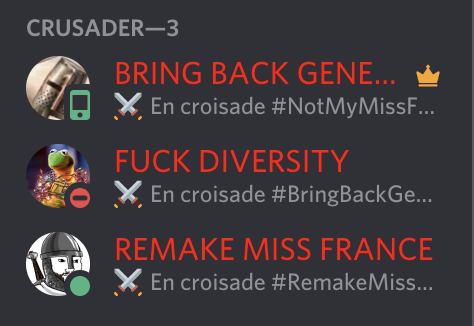 CRUSADER—3
BRING BACK GENE...
En croisade #NotMyMissF...
FUCK DIVERSITY
En croisade #BringBackGe...
REMAKE MISS FRANCE
En croisade #RemakeMiss...